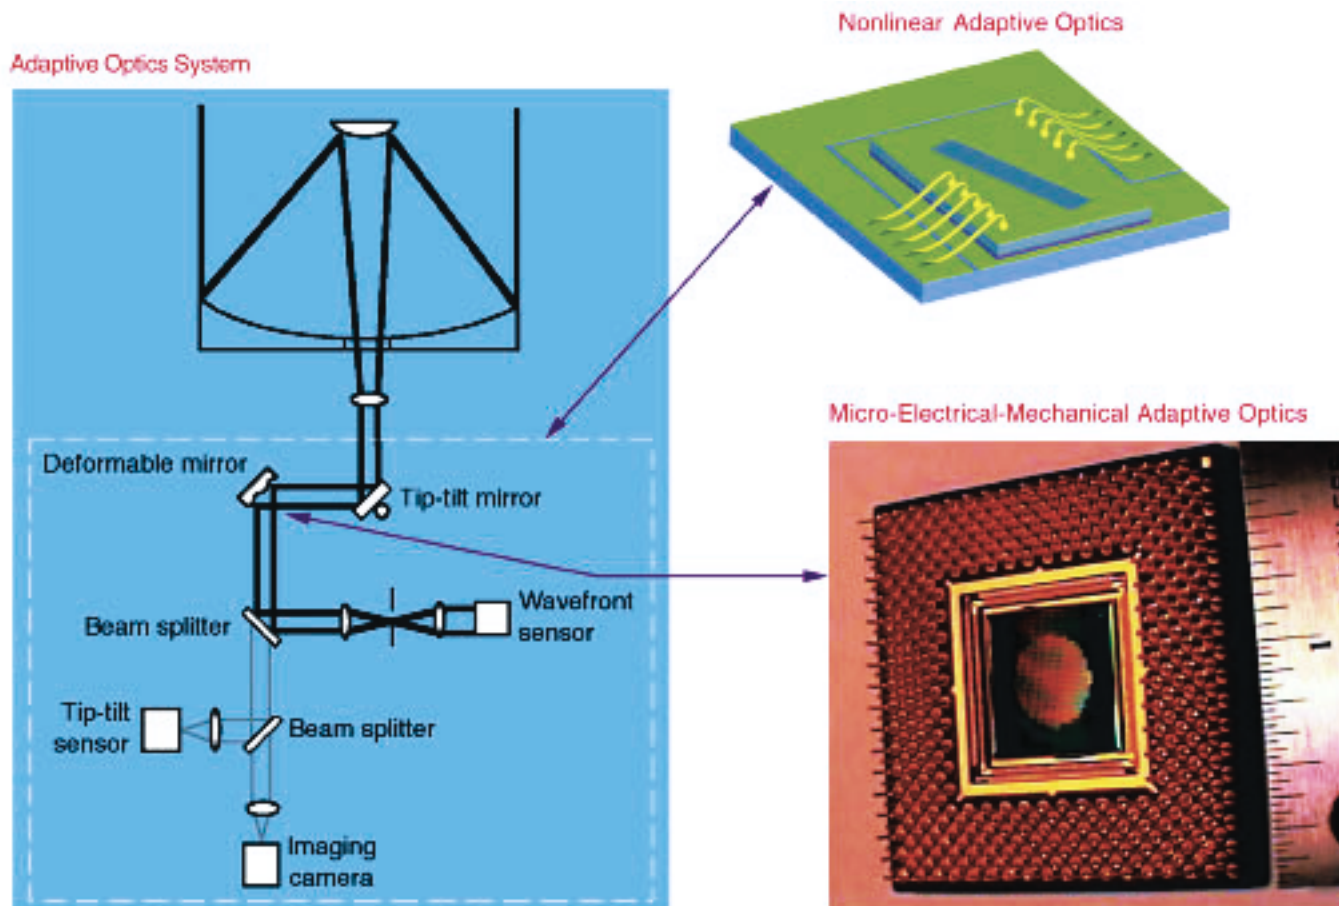 Nonlinear Adaptive Optics
Adaptive Optics System
Micro-Electrical-Mechanical Adaptive Optics
Deformable mirror
Tip-tilt mirror
Wavefront
sensor
Beam splitter
Tip-tilt
sensor
Beam splitter
Imaging
camera
1